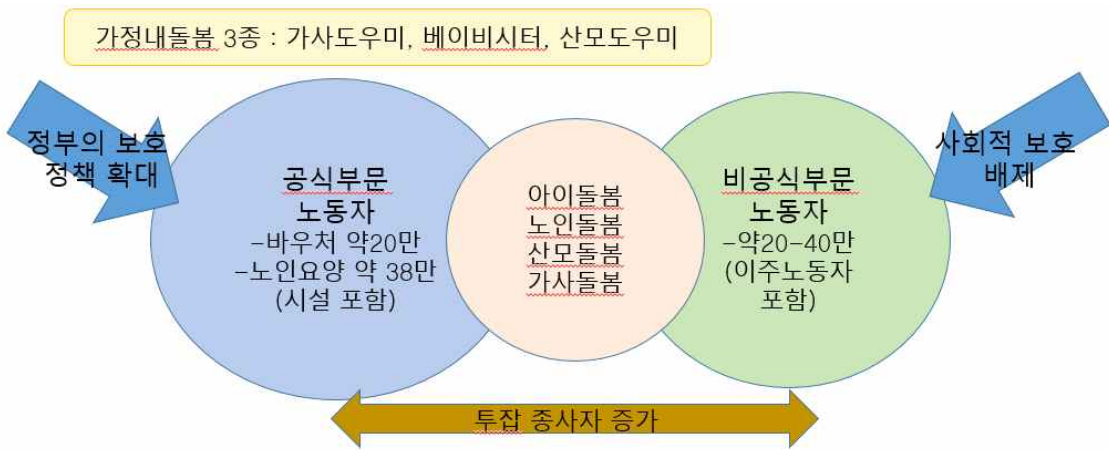 가정내돌봄 3종 : 가사도우미, 베이비시터, 산모도우미
정부의 보호
정책 확대
공식부문
노동자
-바우처 약20만
-노인요양 약 38만
(시설 포함)
아이돌봄
노인돌봄
산모돌봄
가사돌봄
비공식부문
노동자
-약20-40만
(이주노동자
포함)
사회적 보호
배제
투잡 종사자 증가